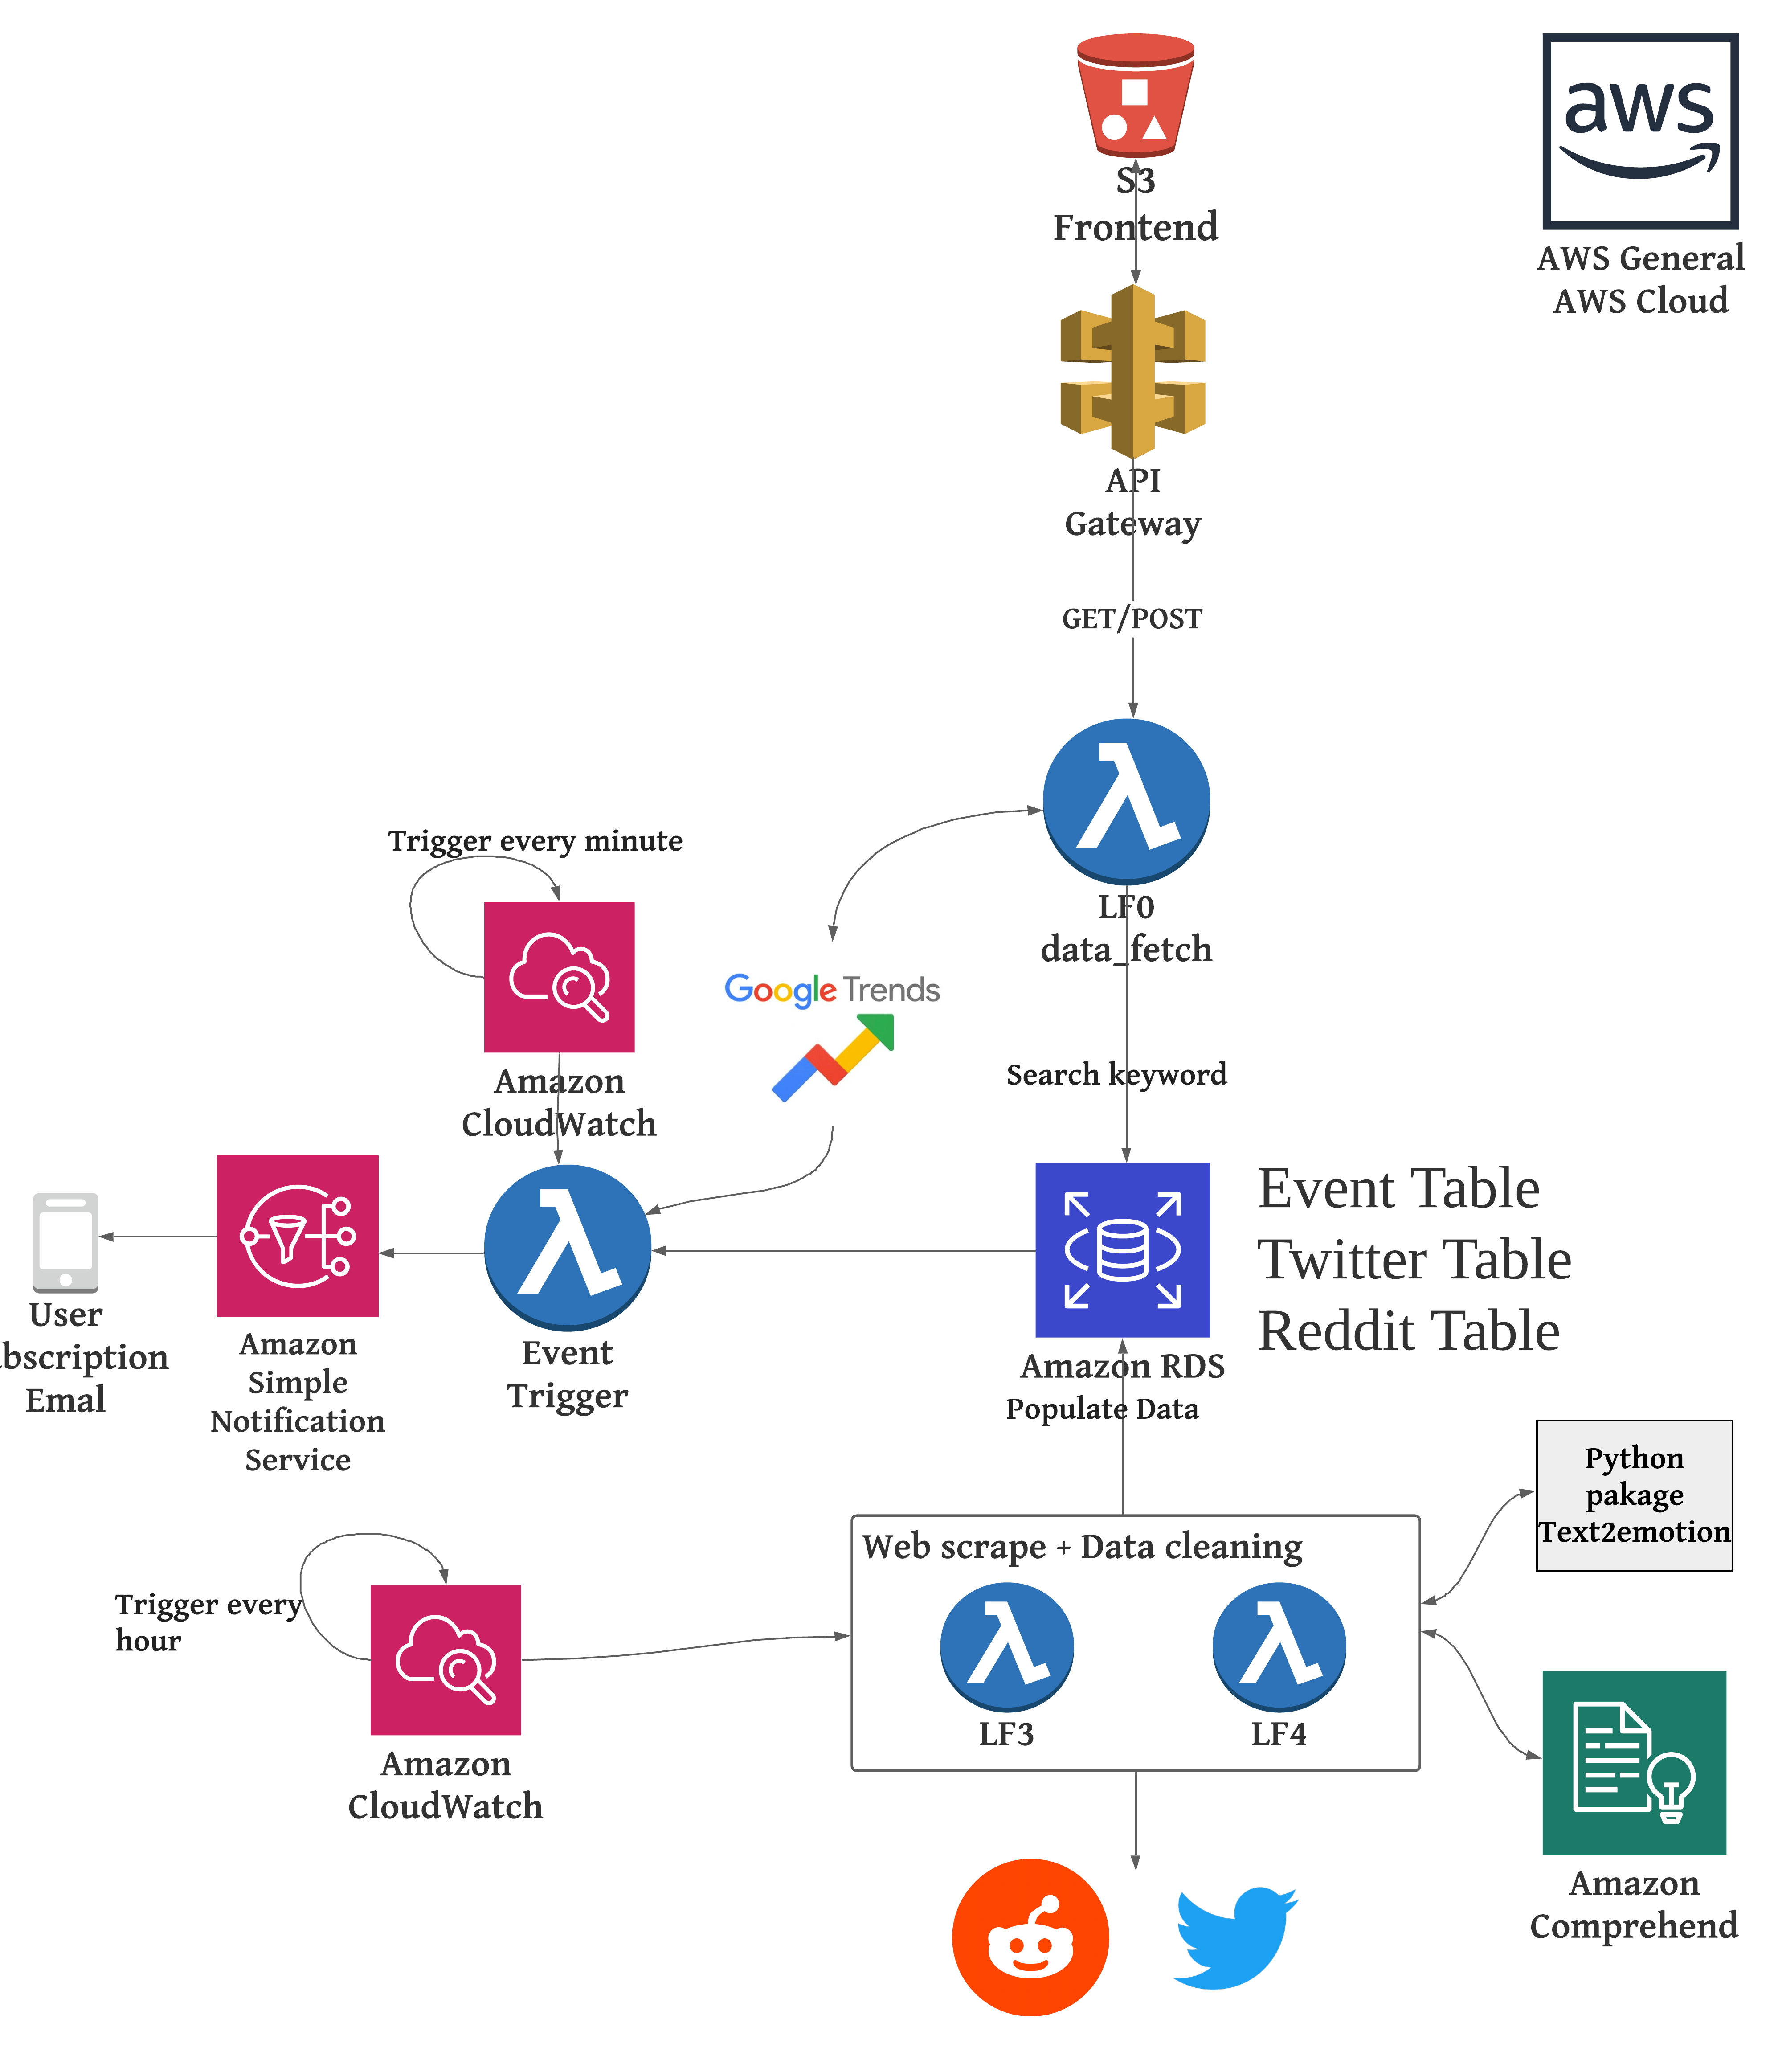 aws
AWS General
AWS Cloud
S3
Frontend
API
Gateway
GET/POST
LF0
data_fetch
Trigger every minute
Amazon
CloudWatch
Google Trends
Search keyword
Event Table
Twitter Table
Reddit Table
Amazon RDS
Populate Data
Event
Trigger
Amazon
Simple
Notification
Service
User
bscription
Emal
Python
pakage
Text2emotion
Web scrape + Data cleaning
LF3
LF4
Trigger every
hour
Amazon
CloudWatch
Amazon
Comprehend